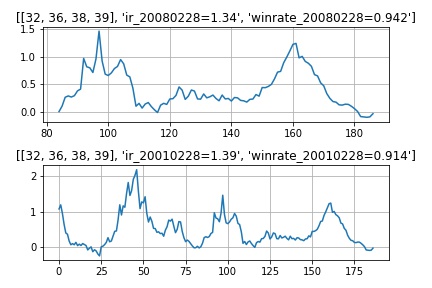 [[32, 36, 38, 39], 'ir_20080228=1.34', 'winrate_20080228=0.942']
1.5
1.0
0.5
0.0
80 100 120 140 160 180
[[32, 36, 38, 39], 'ir_20010228=1.39', 'winrate_20010228=0.914']
2
1
0
0 25 50 75 100 125 150 175